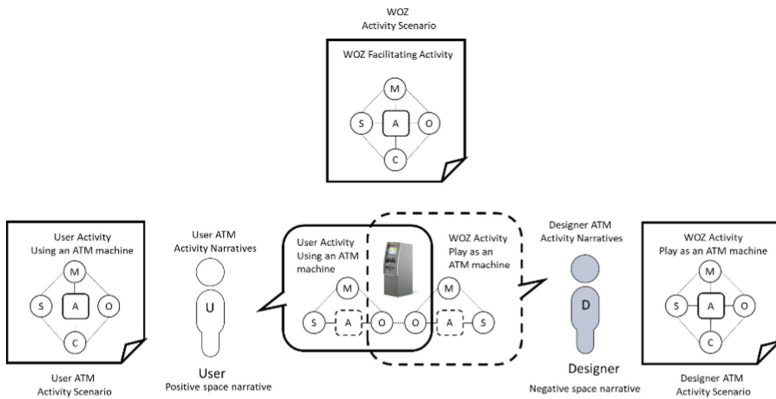 WOZ
Activity Scenario
WOZ Facilitating Activity
M
S
A
O
C
User Activity
Using an ATM machine
M
S
A
O
C
User ATM
Activity Scenario
User ATM
Activity Narratives
U
User
Positive space narrative
User Activity
Using an ATM
machine
M
S
A
O
WOZ Activity
Play as an
ATM machine
M
O
A
S
Designer ATM
Activity Narratives
D
Designer
Negative space narrative
WOZ Activity
Play as an ATM machine
M
S
A
O
C
Designer ATM
Activity Scenario